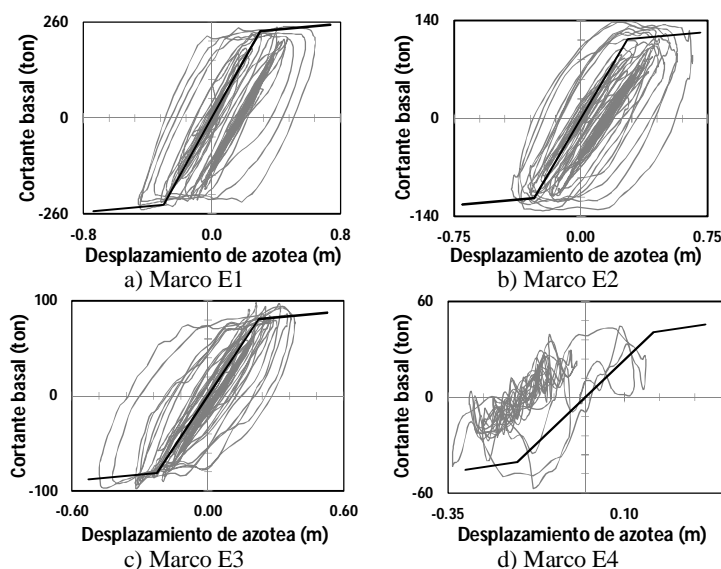 260
0
-260
-0.8
0.0
0.8
Cortante basal (ton)
Desplazamiento de azotea (m)
a) Marco E1
140
0
-140
-0.75
0.00
0.75
Cortante basal (ton)
Desplazamiento de azotea (m)
b) Marco E2
100
0
-100
-0.60
0.00
0.60
Cortante basal (ton)
Desplazamiento de azotea (m)
c) Marco E3
60
0
-60
-0.35
0.10
Cortante basal (ton)
Desplazamiento de azotea (m)
d) Marco E4